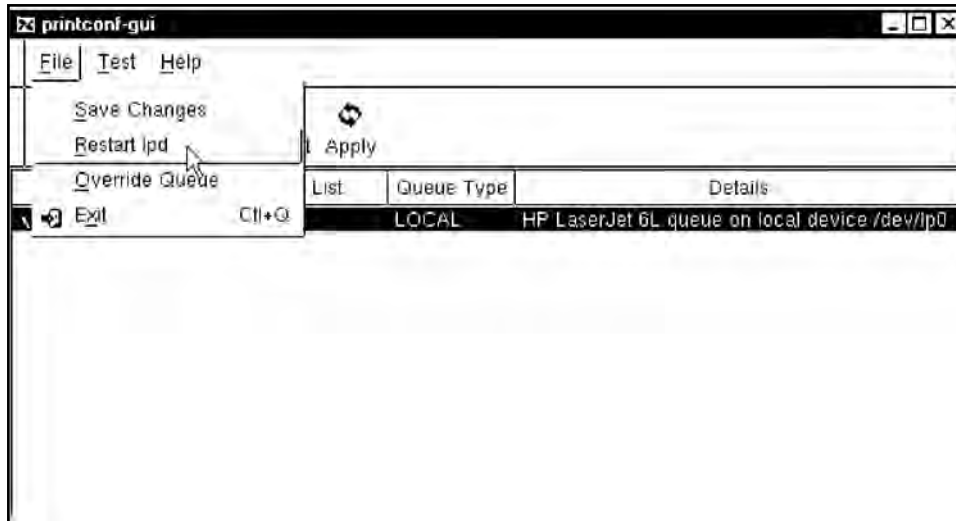 printconf-gui
File Test Help
Save Changes
Restart lpd
Apply
Override Queue
Exit Ctl+Q
List Queue Type Details
LOCAL HP LaserJet 6L queue on local device /dev/lp0